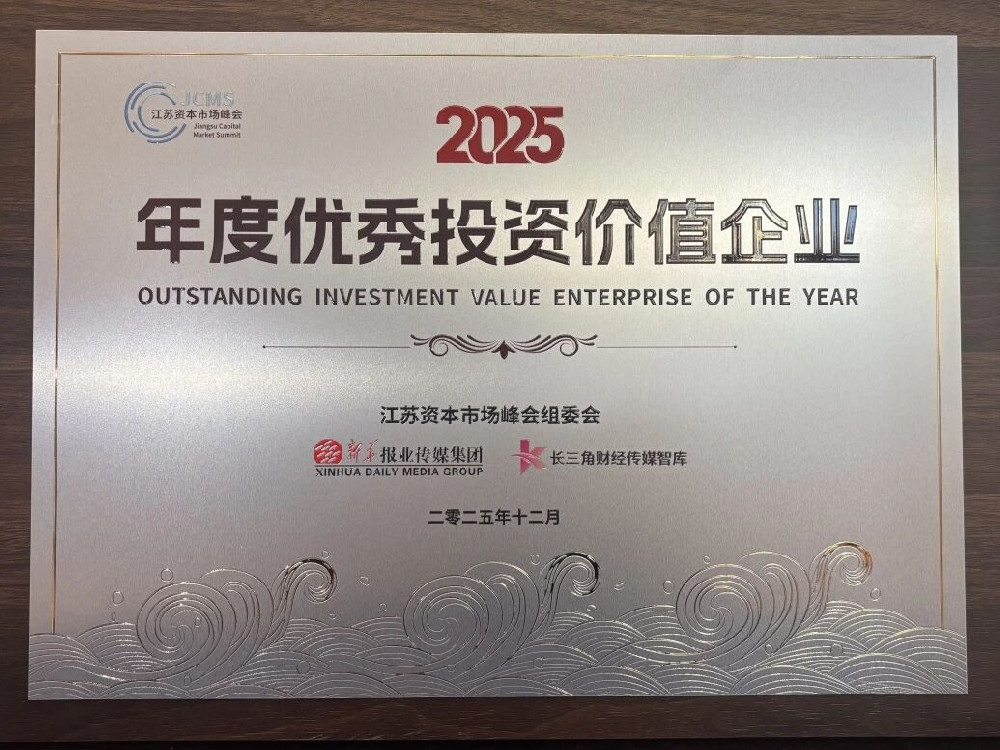 JCMS
江苏资本市场峰会
Jiangsu Capital
Market Summit
2025
年度优秀投资价值企业
OUTSTANDING INVESTMENT VALUE ENTERPRISE OF THE YEAR
江苏资本市场峰会组委会
新华报业传媒集团
XINHUA DAILY MEDIA GROUP
长三角财经传媒智库
二零二五年十二月